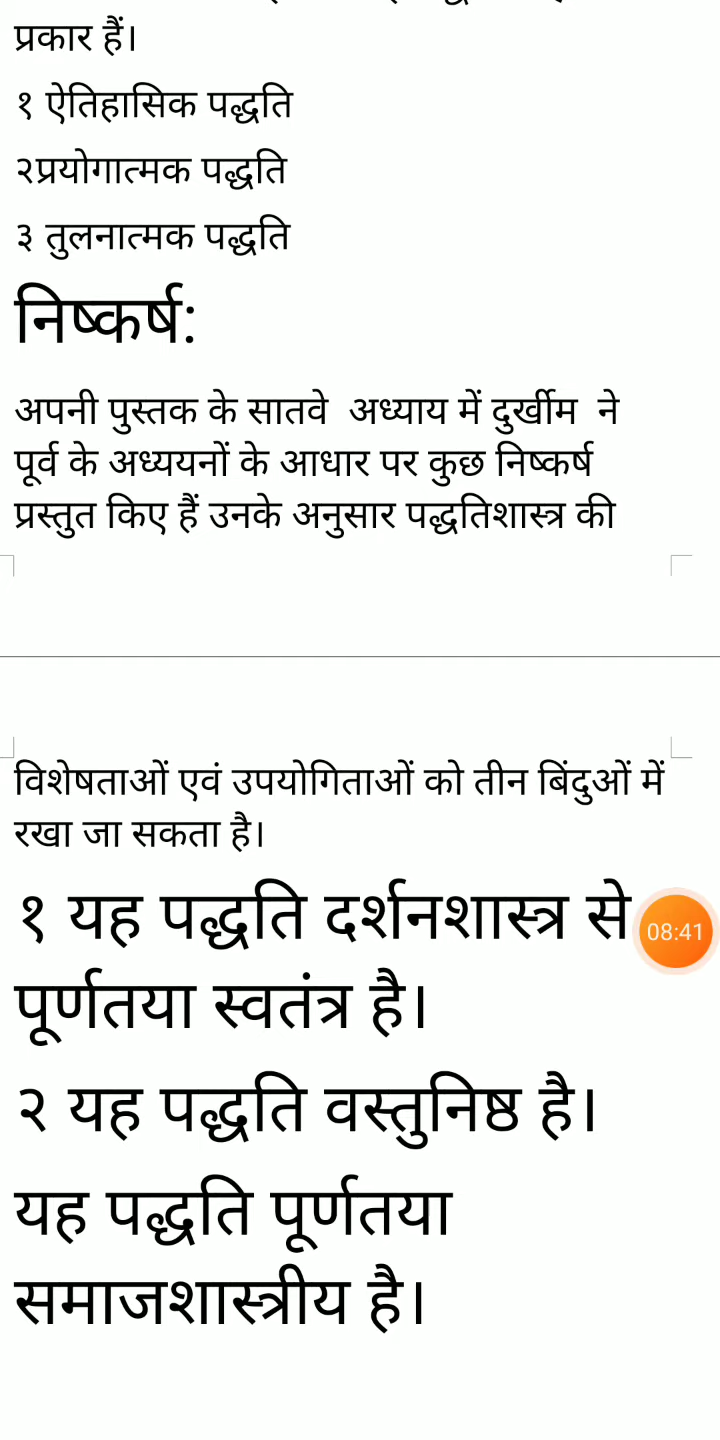 प्रकार हैं।
१ ऐतिहासिक पद्धति
२प्रयोगात्मक पद्धति
३ तुलनात्मक पद्धति
निष्कर्ष:
अपनी पुस्तक के सातवे अध्याय में दुर्खीम ने
पूर्व के अध्ययनों के आधार पर कुछ निष्कर्ष
प्रस्तुत किए हैं उनके अनुसार पद्धतिशास्त्र की
विशेषताओं एवं उपयोगिताओं को तीन बिंदुओं में
रखा जा सकता है।
१ यह पद्धति दर्शनशास्त्र से
08:41
पूर्णतया स्वतंत्र है।
२ यह पद्धति वस्तुनिष्ठ है।
यह पद्धति पूर्णतया
समाजशास्त्रीय है।